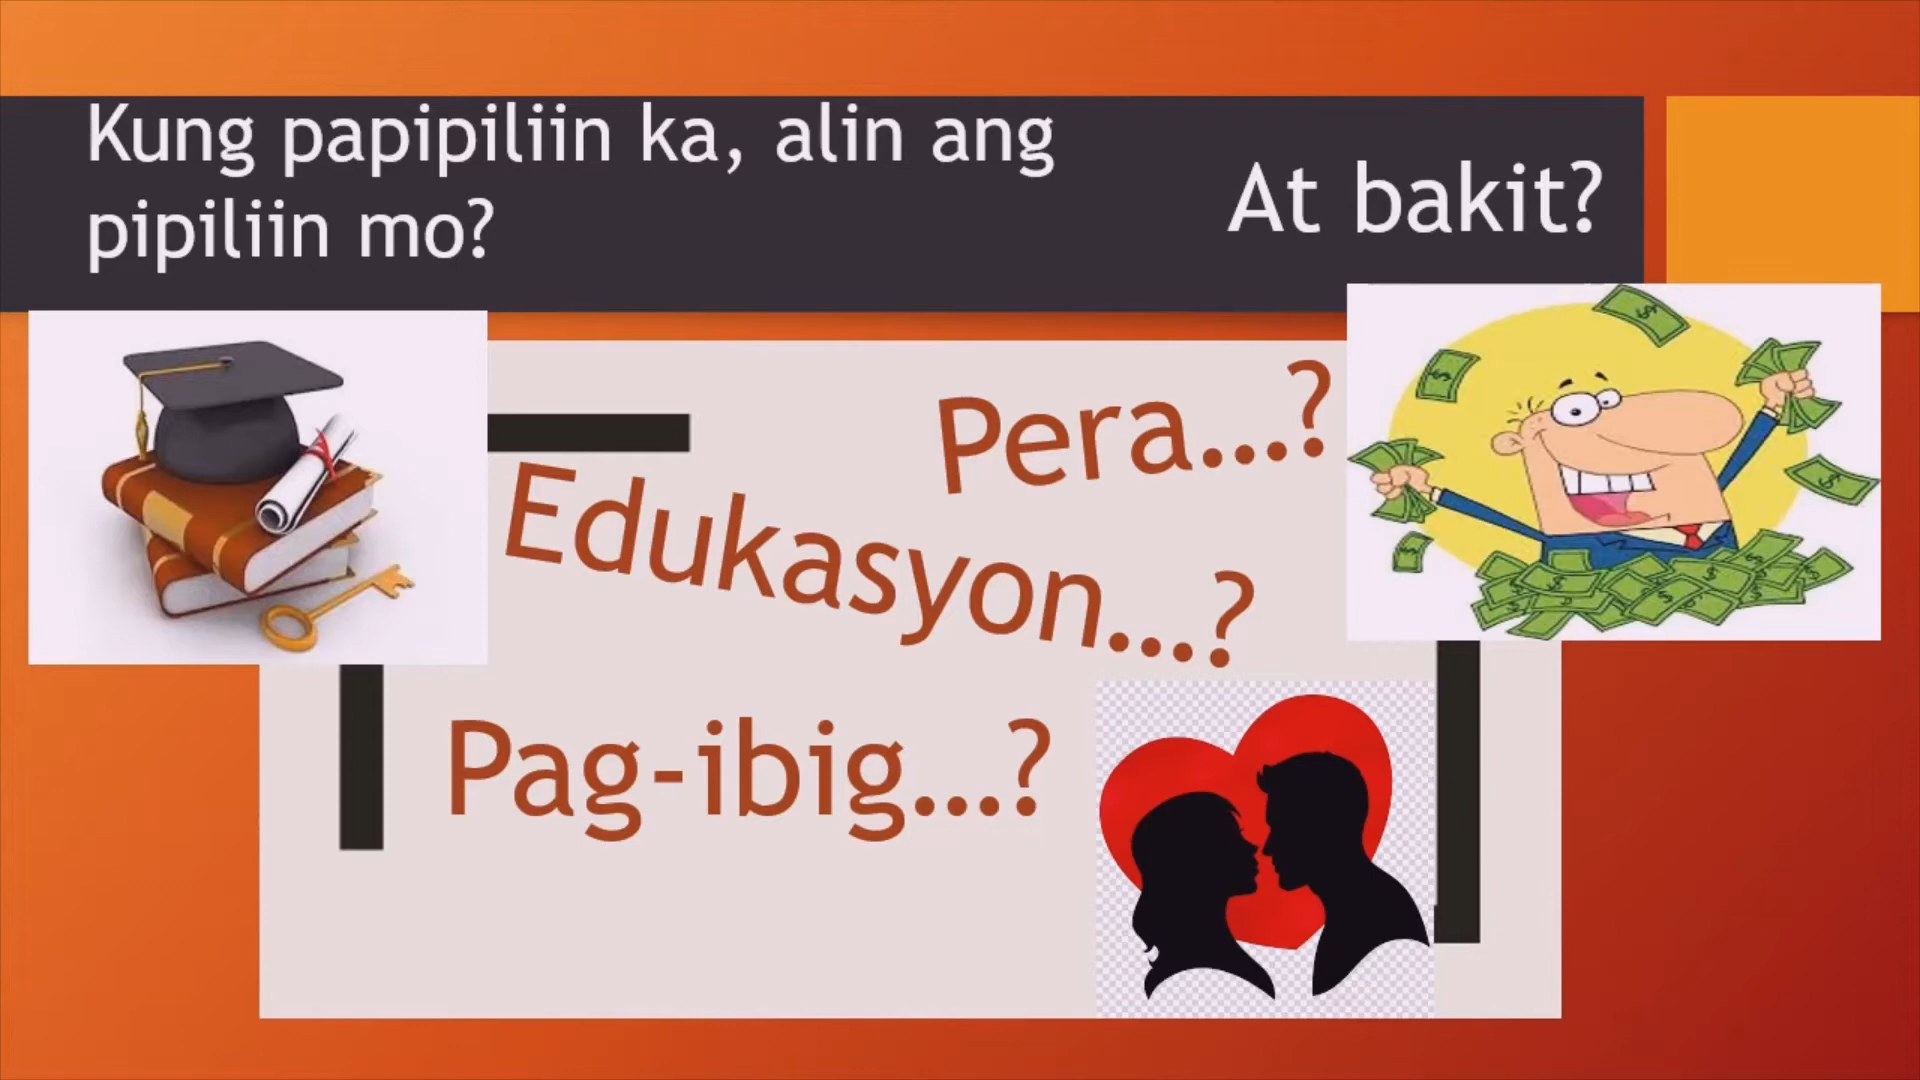 Kung papipiliin ka, alin ang
pipiliin mo?
At bakit?
Pera...?
Edukasyon...?
Pag-ibig...?